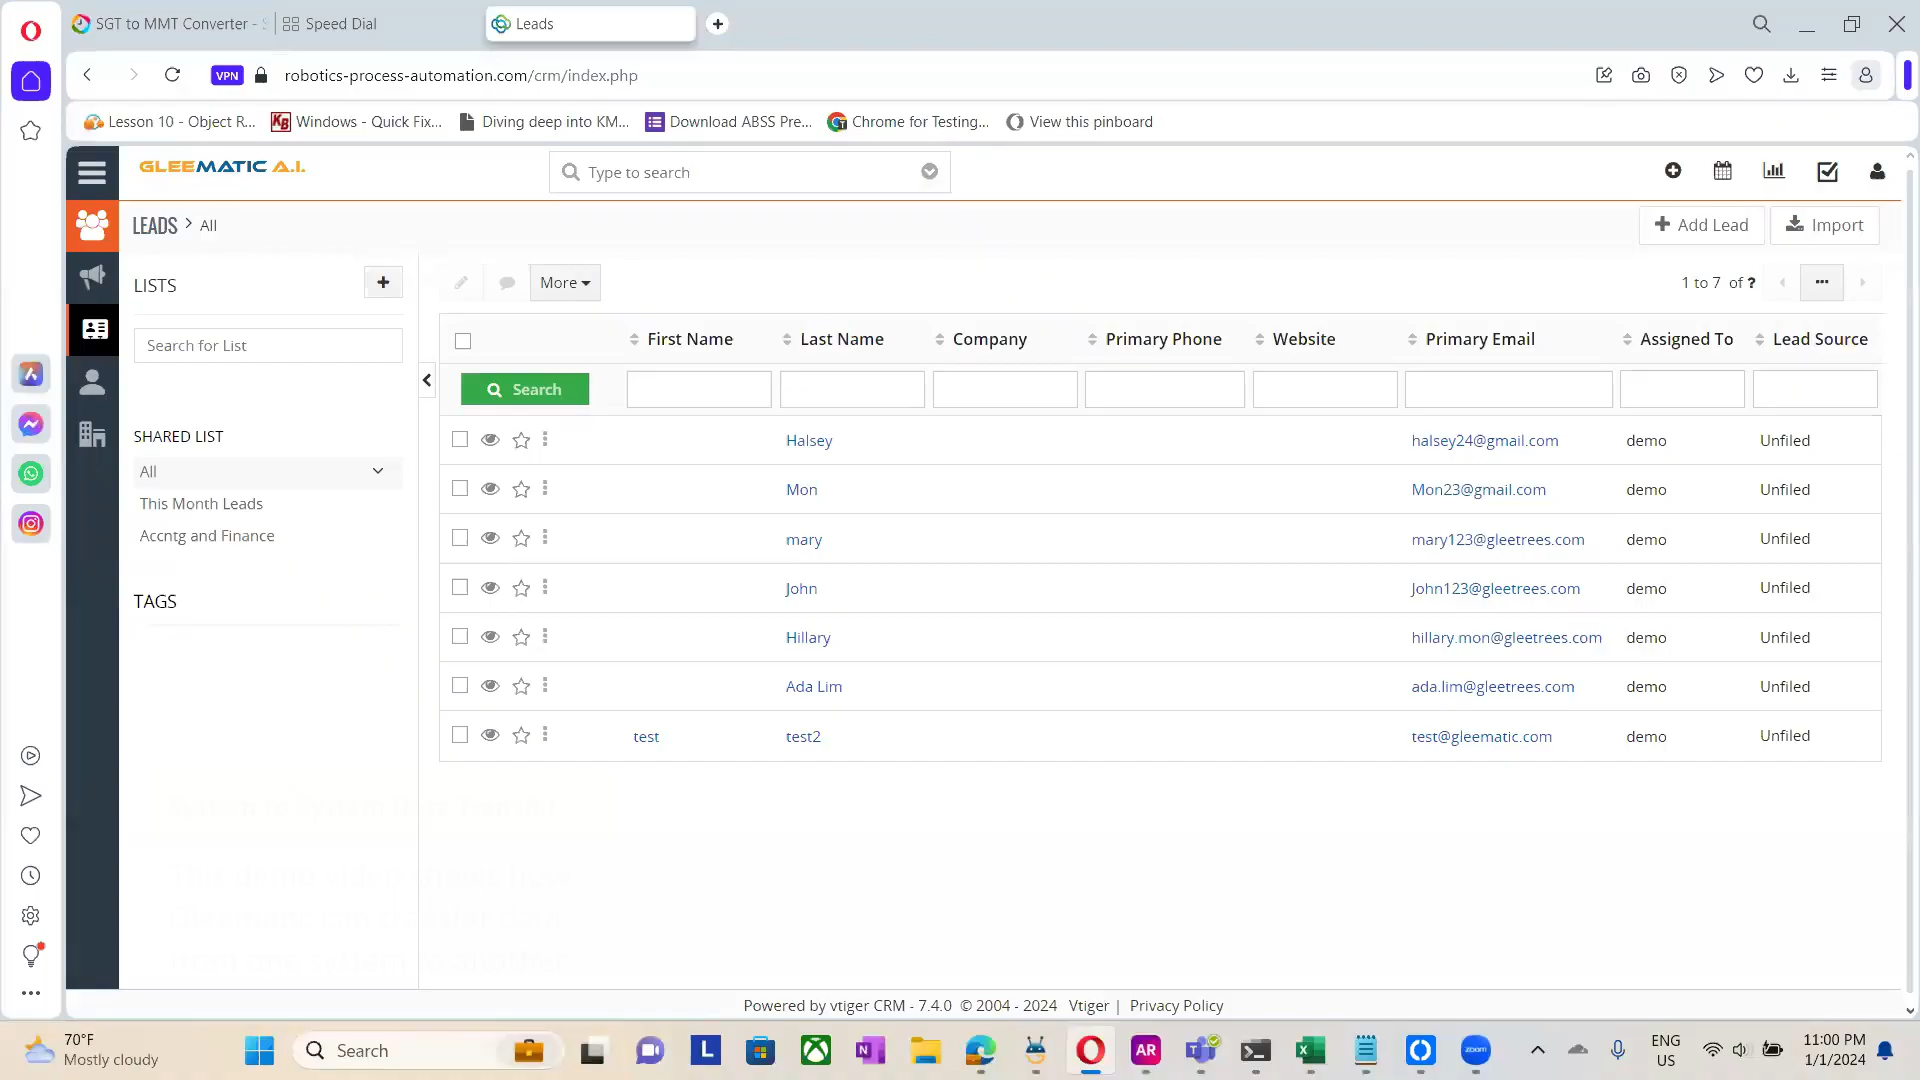 SGT to MMT Converter -
Speed Dial
Leads
VPN
robotics-process-automation.com/crm/index.php
Lesson 10 - Object R...
Windows - Quick Fix...
Diving deep into KM...
Download ABSS Pre...
Chrome for Testing...
View this pinboard
GLEEMATIC A.I.
Type to search
LEADS > All
Add Lead
Import
LISTS
More
1 to 7 of ?
Search for List
First Name Last Name Company Primary Phone Website Primary Email Assigned To Lead Source
Search
SHARED LIST
All
This Month Leads
Accntg and Finance
TAGS
Halsey halsey24@gmail.com demo Unfiled
Mon Mon23@gmail.com demo Unfiled
mary mary123@gleetrees.com demo Unfiled
John John123@gleetrees.com demo Unfiled
Hillary hillary.mon@gleetrees.com demo Unfiled
Ada Lim ada.lim@gleetrees.com demo Unfiled
test test2 test@gleematic.com demo Unfiled
Powered by vtiger CRM - 7.4.0 © 2004 - 2024 Vtiger | Privacy Policy
70°F
Mostly cloudy
Search
L
N
AR
zoom
ENG
US
11:00 PM
1/1/2024